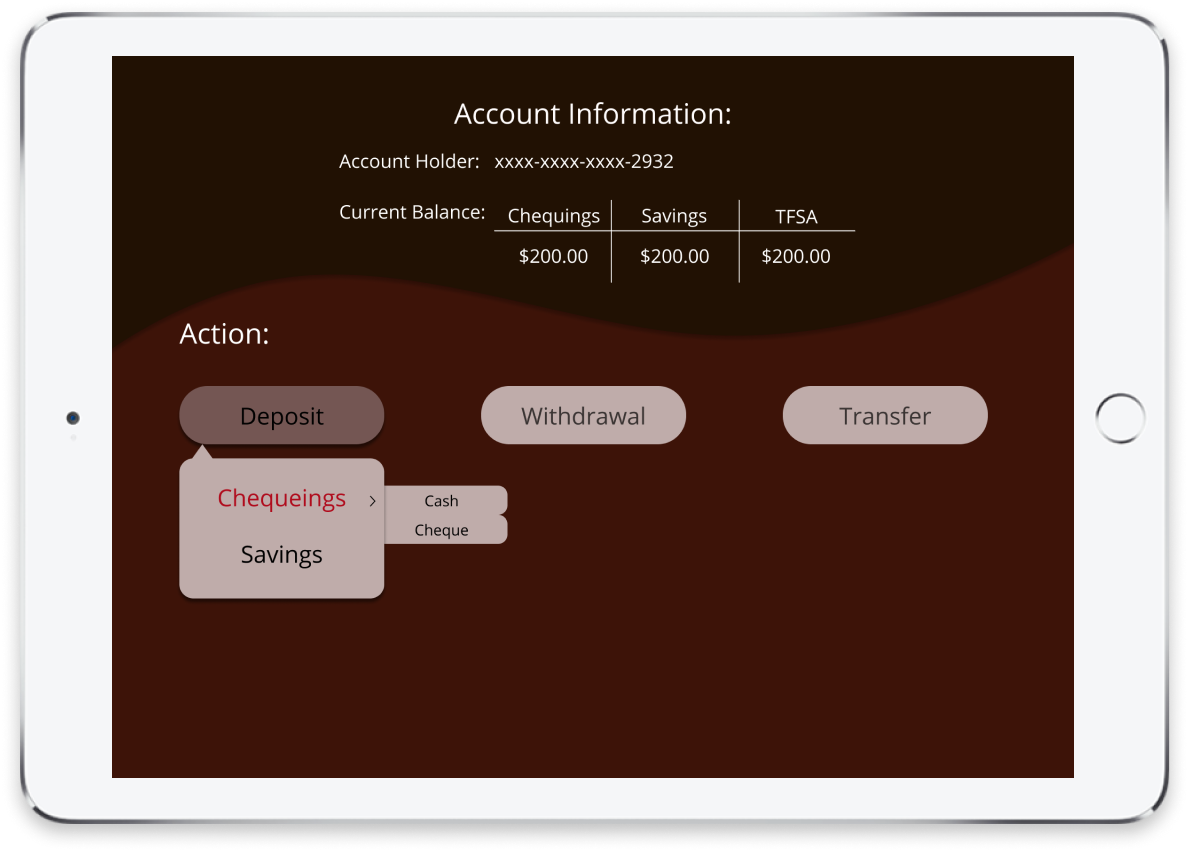 Account Information:
Account Holder: xxxx-xxxx-xxxx-2932
Current Balance: Chequings Savings TFSA
$200.00 $200.00 $200.00
Action:
Deposit Withdrawal Transfer
Chequeings > Cash
Cheque
Savings